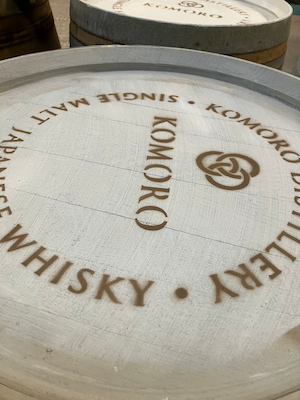 KOMORO DISTILLERY • SINGLE MALT JAPANESE WHISKY •
KOMORO
KOMORO